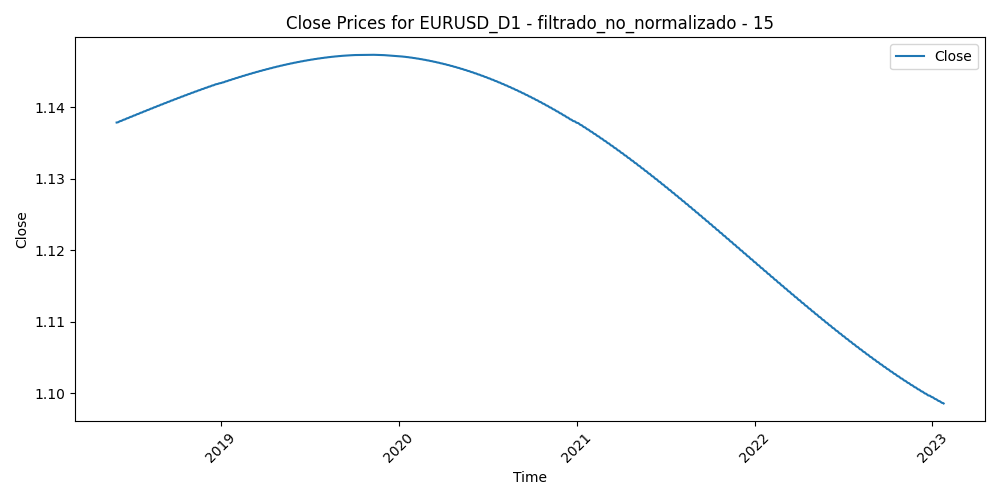 Close Prices for EURUSD_D1 - filtrado_no_normalizado - 15
Close
1.14
1.13
1.12
1.11
1.10
Close
2019
2020
2021
2022
2023
Time